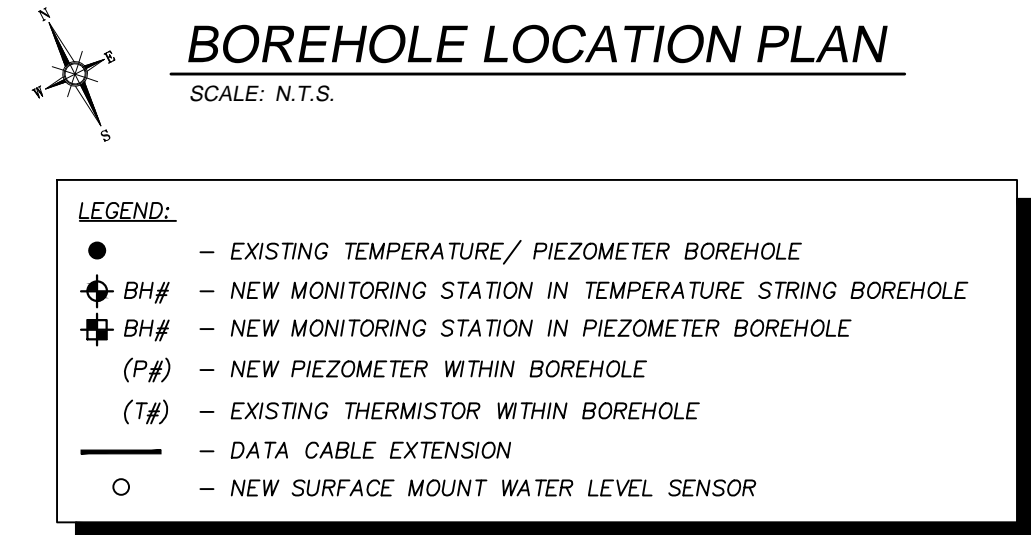 N
E
W
S
BOREHOLE LOCATION PLAN
SCALE: N.T.S.
LEGEND:
– EXISTING TEMPERATURE/ PIEZOMETER BOREHOLE
BH# – NEW MONITORING STATION IN TEMPERATURE STRING BOREHOLE
BH# – NEW MONITORING STATION IN PIEZOMETER BOREHOLE
(P#) – NEW PIEZOMETER WITHIN BOREHOLE
(T#) – EXISTING THERMISTOR WITHIN BOREHOLE
– DATA CABLE EXTENSION
– NEW SURFACE MOUNT WATER LEVEL SENSOR